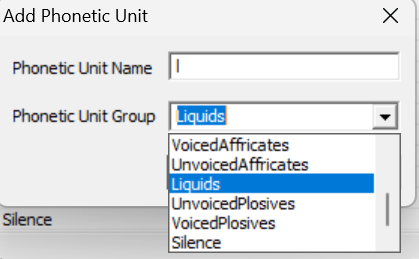 Add Phonetic Unit
Phonetic Unit Name l
Phonetic Unit Group Liquids
VoicedAffricates
UnvoicedAffricates
Liquids
UnvoicedPlosives
VoicedPlosives
Silence
Silence